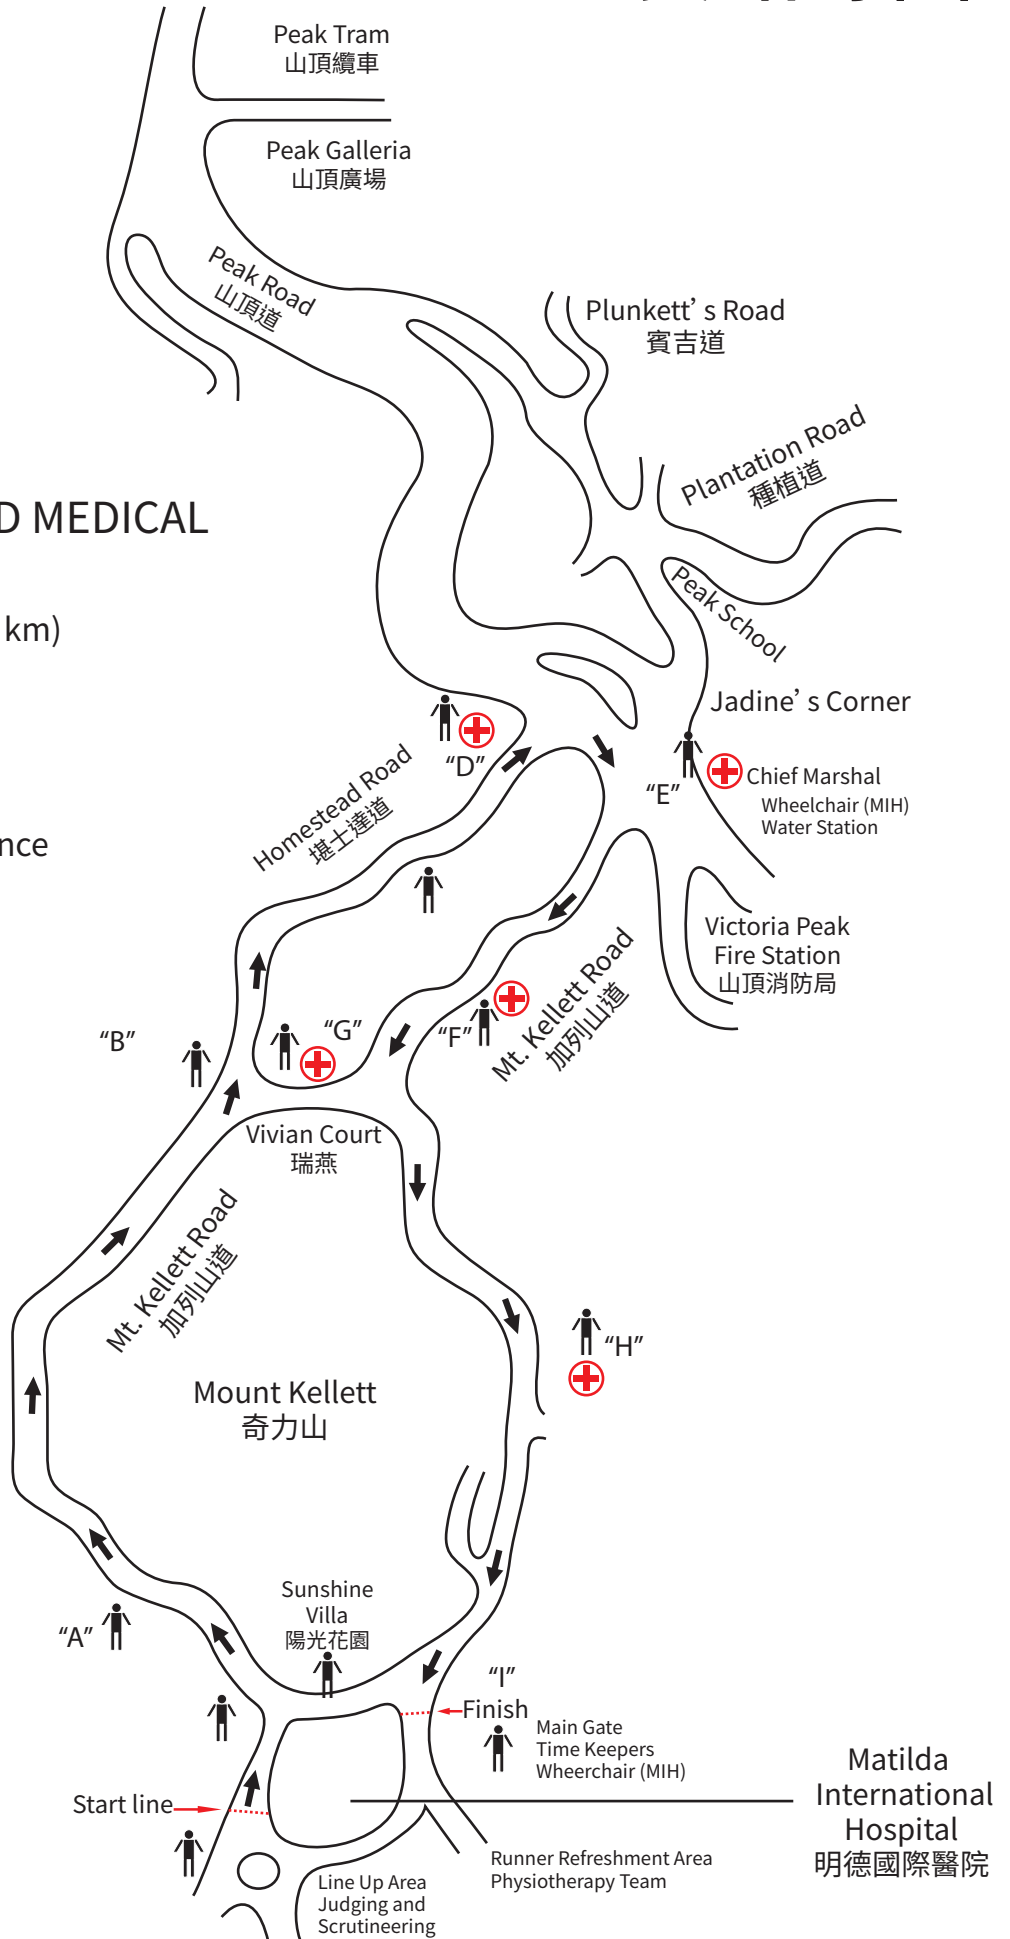 Peak Tram
山頂纜車
Peak Galleria
山頂廣場
Peak Road
山頂道
Plunkett’s Road
賓吉道
Plantation Road
種植道
D MEDICAL
Peak School
km)
Jadine’s Corner
“D”
“E”
Chief Marshal
Wheelchair (MIH)
Water Station
Homestead Road
堪士達道
nce
Victoria Peak
Fire Station
山頂消防局
Mt. Kellett Road
加列山道
“B”
“G”
“F”
Vivian Court
瑞燕
Mt. Kellett Road
加列山道
“H”
Mount Kellett
奇力山
Sunshine
Villa
陽光花園
“A”
“I”
Finish
Main Gate
Time Keepers
Wheerchair (MIH)
Start line
Matilda
International
Hospital
明德國際醫院
Runner Refreshment Area
Physiotherapy Team
Line Up Area
Judging and
Scrutineering